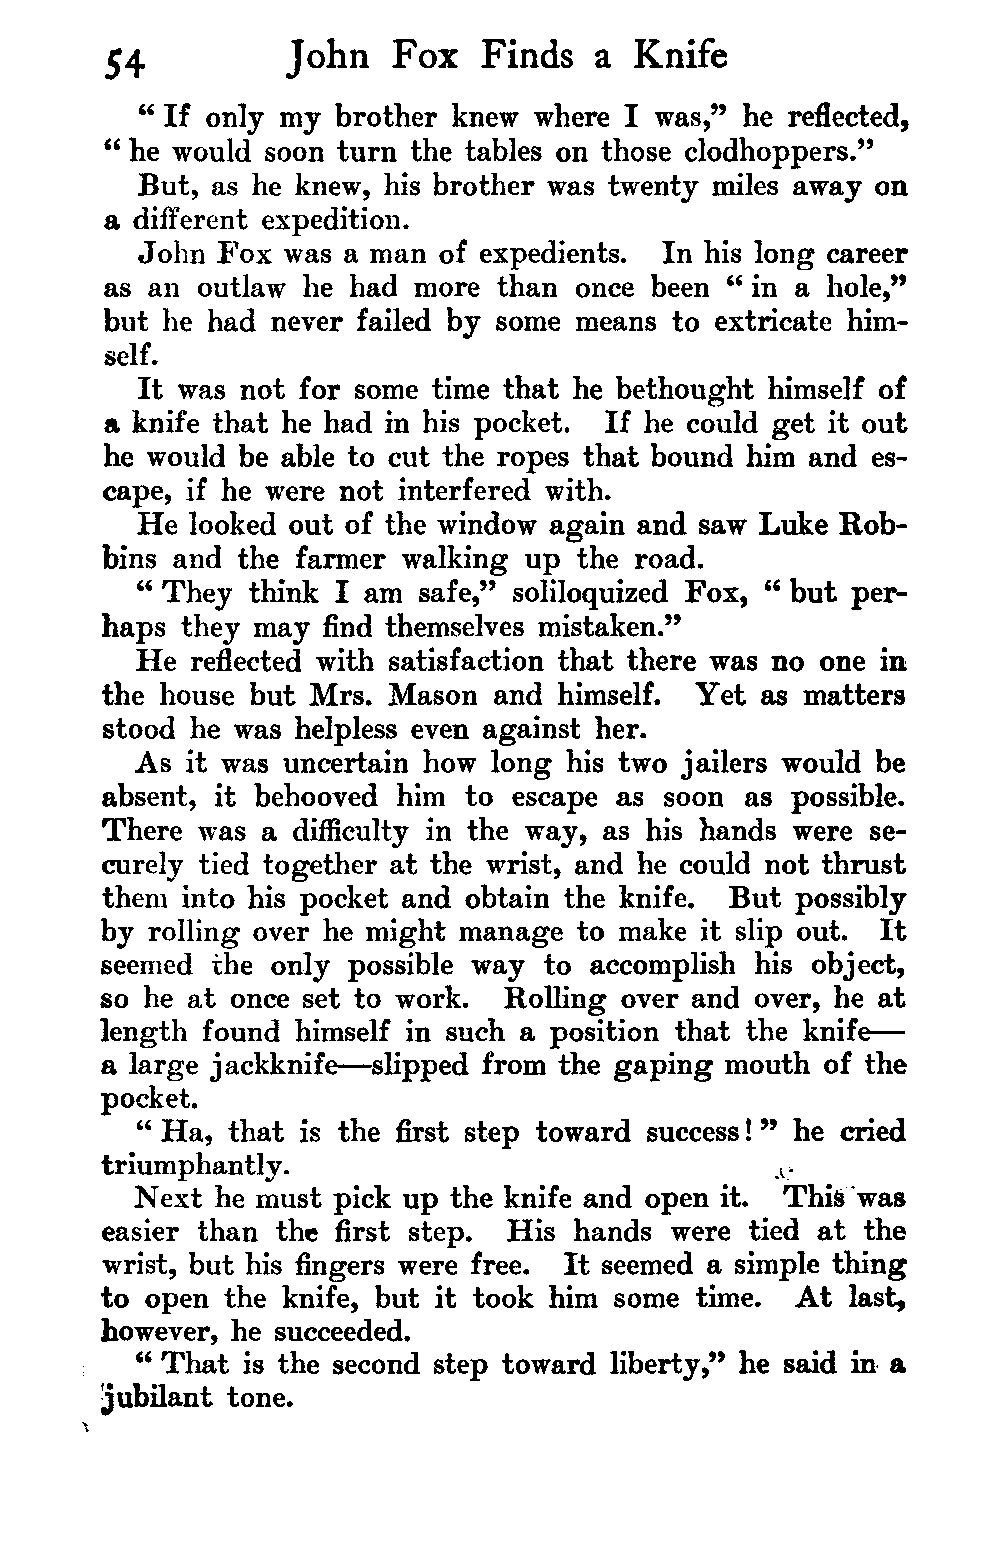 54 John Fox Finds a Knife
“ If only my brother knew where I was,” he reflected,
“ he would soon turn the tables on those clodhoppers.”
But, as he knew, his brother was twenty miles away on
a different expedition.
John Fox was a man of expedients. In his long career
as an outlaw he had more than once been “ in a hole,”
but he had never failed by some means to extricate him-
self.
It was not for some time that he bethought himself of
a knife that he had in his pocket. If he could get it out
he would be able to cut the ropes that bound him and es-
cape, if he were not interfered with.
He looked out of the window again and saw Luke Rob-
bins and the farmer walking up the road.
“ They think I am safe,” soliloquized Fox, “ but per-
haps they may find themselves mistaken.”
He reflected with satisfaction that there was no one in
the house but Mrs. Mason and himself. Yet as matters
stood he was helpless even against her.
As it was uncertain how long his two jailers would be
absent, it behooved him to escape as soon as possible.
There was a difficulty in the way, as his hands were se-
curely tied together at the wrist, and he could not thrust
them into his pocket and obtain the knife. But possibly
by rolling over he might manage to make it slip out. It
seemed the only possible way to accomplish his object,
so he at once set to work. Rolling over and over, he at
length found himself in such a position that the knife—
a large jackknife—slipped from the gaping mouth of the
pocket.
“ Ha, that is the first step toward success! ” he cried
triumphantly.
Next he must pick up the knife and open it. This was
easier than the first step. His hands were tied at the
wrist, but his fingers were free. It seemed a simple thing
to open the knife, but it took him some time. At last,
however, he succeeded.
“ That is the second step toward liberty,” he said in a
jubilant tone.